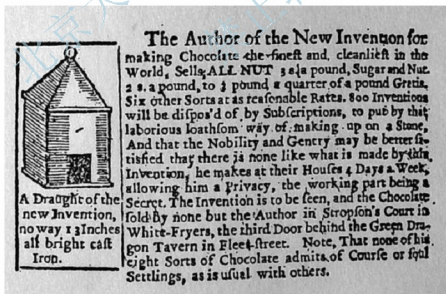 The Author of the New Invention for
making Chocolate the fineſt and, cleanlieſt in the
World, Sells ALL NUT 3 s. a pound, Sugar and Nut
2 s. a pound, to ½ pound a quarter of a pound Gratis,
Six other Sorts at as reaſonable Rates. 800 Inventions
will be diſpos'd of by Subſcriptions, to put by that
laborious loathſom way of making up on a Stone,
And that the Nobility and Gentry may be better ſa-
tisfied that there is none like what is made by this
Invention, he makes at their Houſes 4 Days a Week,
allowing him a Privacy, the working part being a
Secret. The Invention is to be ſeen, and the Chocolate
ſold by none but the Author in Stropſon's Court in
White-Fryers, the third Door behind the Green Dra-
gon Tavern in Fleet-ſtreet. Note, That none of his
eight Sorts of Chocolate admits of Courſe or foul
Settlings, as is uſual with others.
A Draught of the
new Invention,
no way 13 Inches
all bright caſt
Iron.